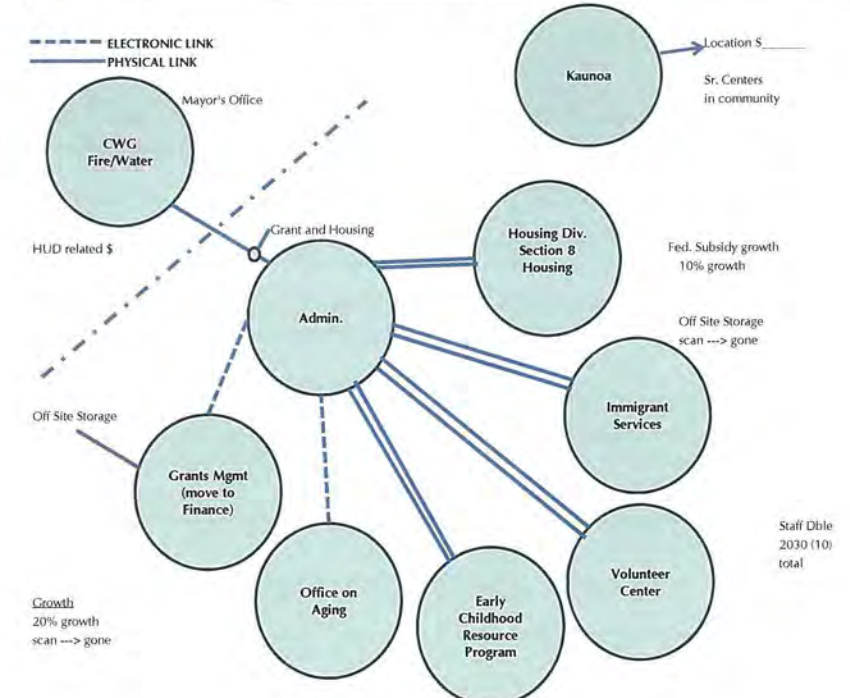 ELECTRONIC LINK
PHYSICAL LINK
Mayor's Office
CWG
Fire/Water
Kaunoa
Location S
Sr. Centers
in community
HUD related $
Grant and Housing
Housing Div.
Section 8
Housing
Fed. Subsidy growth
10% growth
Admin.
Off Site Storage
scan ---> gone
Immigrant
Services
Off Site Storage
Grants Mgmt
(move to
Finance)
Office on
Aging
Early
Childhood
Resource
Program
Volunteer
Center
Staff Dble
2030 (10)
total
Growth
20% growth
scan ---> gone